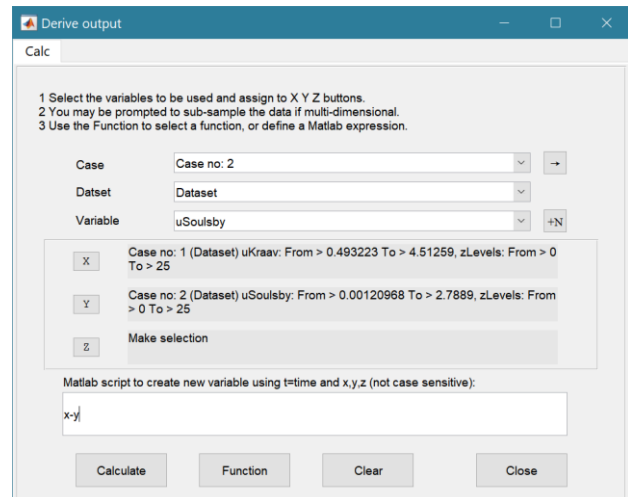 Derive output
Calc
1 Select the variables to be used and assign to X Y Z buttons.
2 You may be prompted to sub-sample the data if multi-dimensional.
3 Use the Function to select a function, or define a Matlab expression.
Case Case no: 2 →
Datset Dataset
Variable uSoulsby +N
X Case no: 1 (Dataset) uKraav: From > 0.493223 To > 4.51259, zLevels: From > 0
To > 25
Y Case no: 2 (Dataset) uSoulsby: From > 0.00120968 To > 2.7889, zLevels: From
> 0 To > 25
Z Make selection
Matlab script to create new variable using t=time and x,y,z (not case sensitive):
x-y
Calculate Function Clear Close